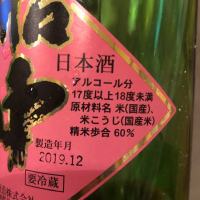 日本酒
アルコール分
17度以上18度未満
原材料名 米(国産)、
米こうじ(国産米)
精米歩合 60%
製造年月
2019.12
要冷蔵